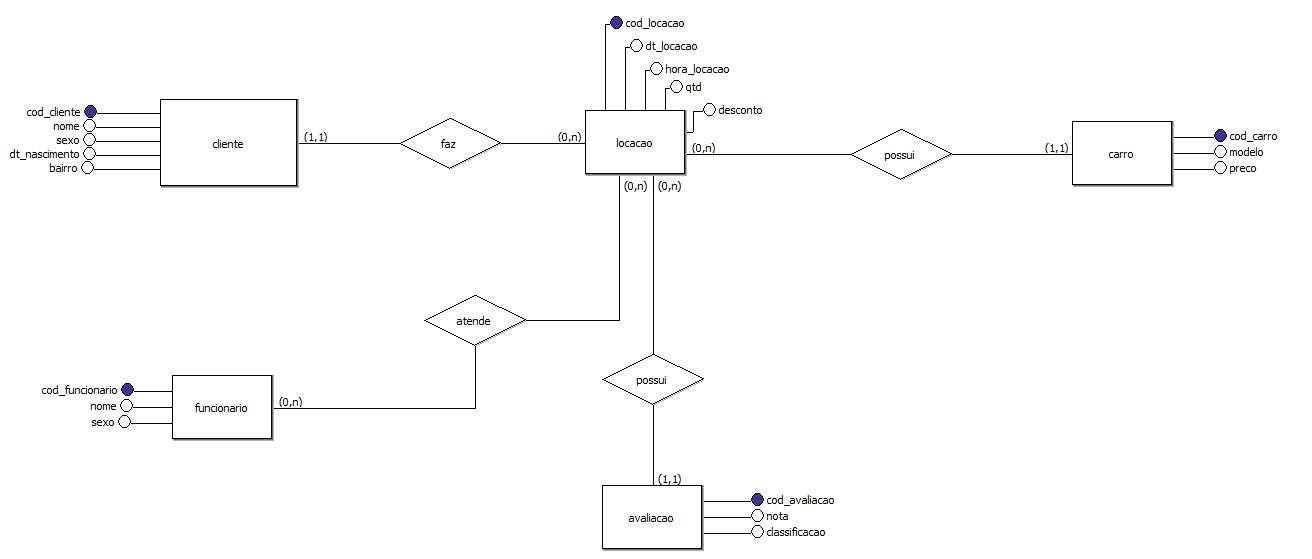 cod_locacao
dt_locacao
hora_locacao
qtd
desconto
cod_cliente
nome
sexo
dt_nascimento
bairro
cliente
(1,1)
faz
(0,n)
locacao
(0,n)
possui
(1,1)
carro
cod_carro
modelo
preco
(0,n)
(0,n)
atende
possui
cod_funcionario
nome
sexo
funcionario
(0,n)
(1,1)
avaliacao
cod_avaliacao
nota
classificacao